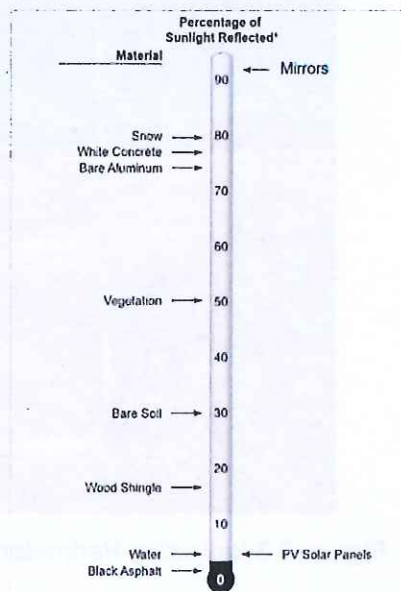 Percentage of
Sunlight Reflected*
Material
90
Mirrors
Snow
80
White Concrete
Bare Aluminum
70
60
Vegetation
50
40
Bare Soil
30
20
Wood Shingle
10
Water
PV Solar Panels
Black Asphalt
0